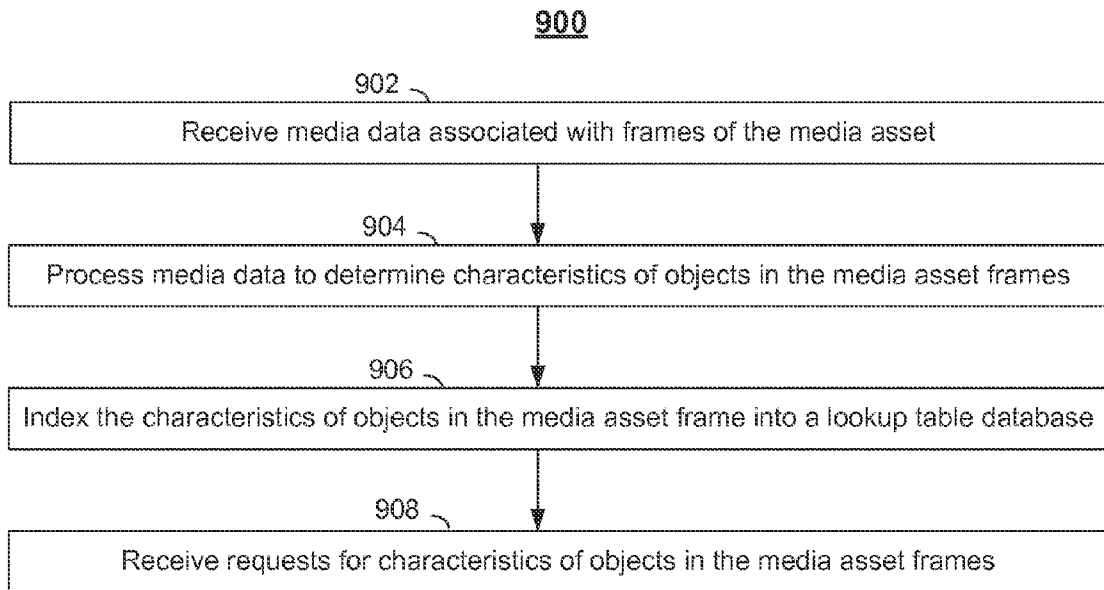 900
902
Receive media data associated with frames of the media asset
904
Process media data to determine characteristics of objects in the media asset frames
906
Index the characteristics of objects in the media asset frame into a lookup table database
908
Receive requests for characteristics of objects in the media asset frames